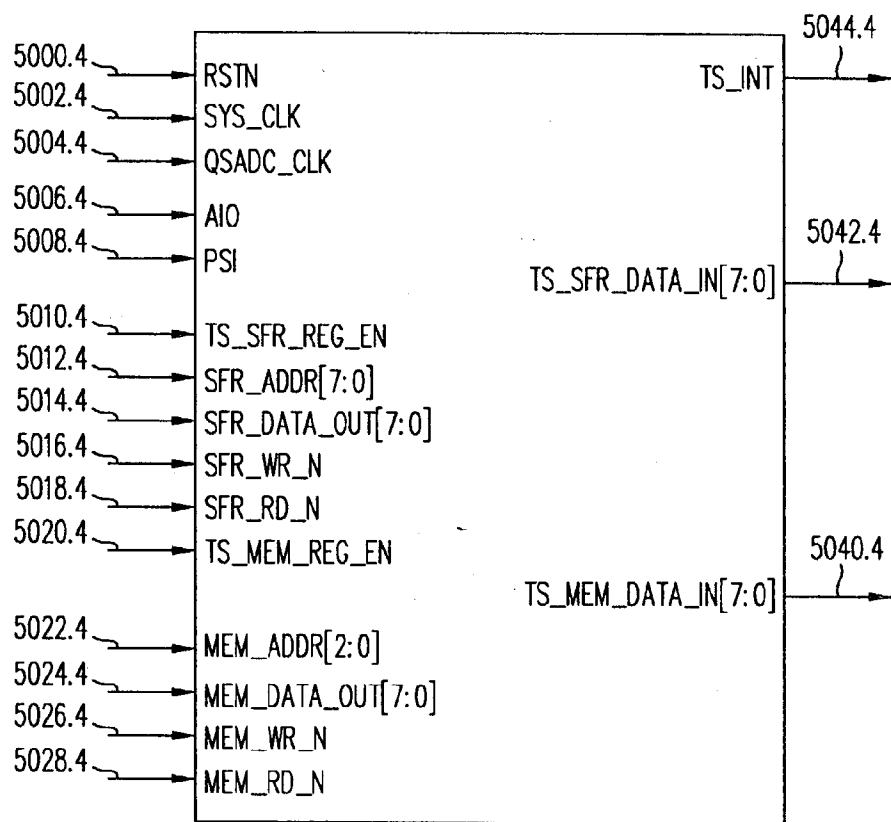 5000.4 RSTN
5002.4 SYS_CLK
5004.4 QSADC_CLK
5006.4 AIO
5008.4 PSI
5010.4 TS_SFR_REG_EN
5012.4 SFR_ADDR[7:0]
5014.4 SFR_DATA_OUT[7:0]
5016.4 SFR_WR_N
5018.4 SFR_RD_N
5020.4 TS_MEM_REG_EN
5022.4 MEM_ADDR[2:0]
5024.4 MEM_DATA_OUT[7:0]
5026.4 MEM_WR_N
5028.4 MEM_RD_N
TS_INT 5044.4
TS_SFR_DATA_IN[7:0] 5042.4
TS_MEM_DATA_IN[7:0] 5040.4